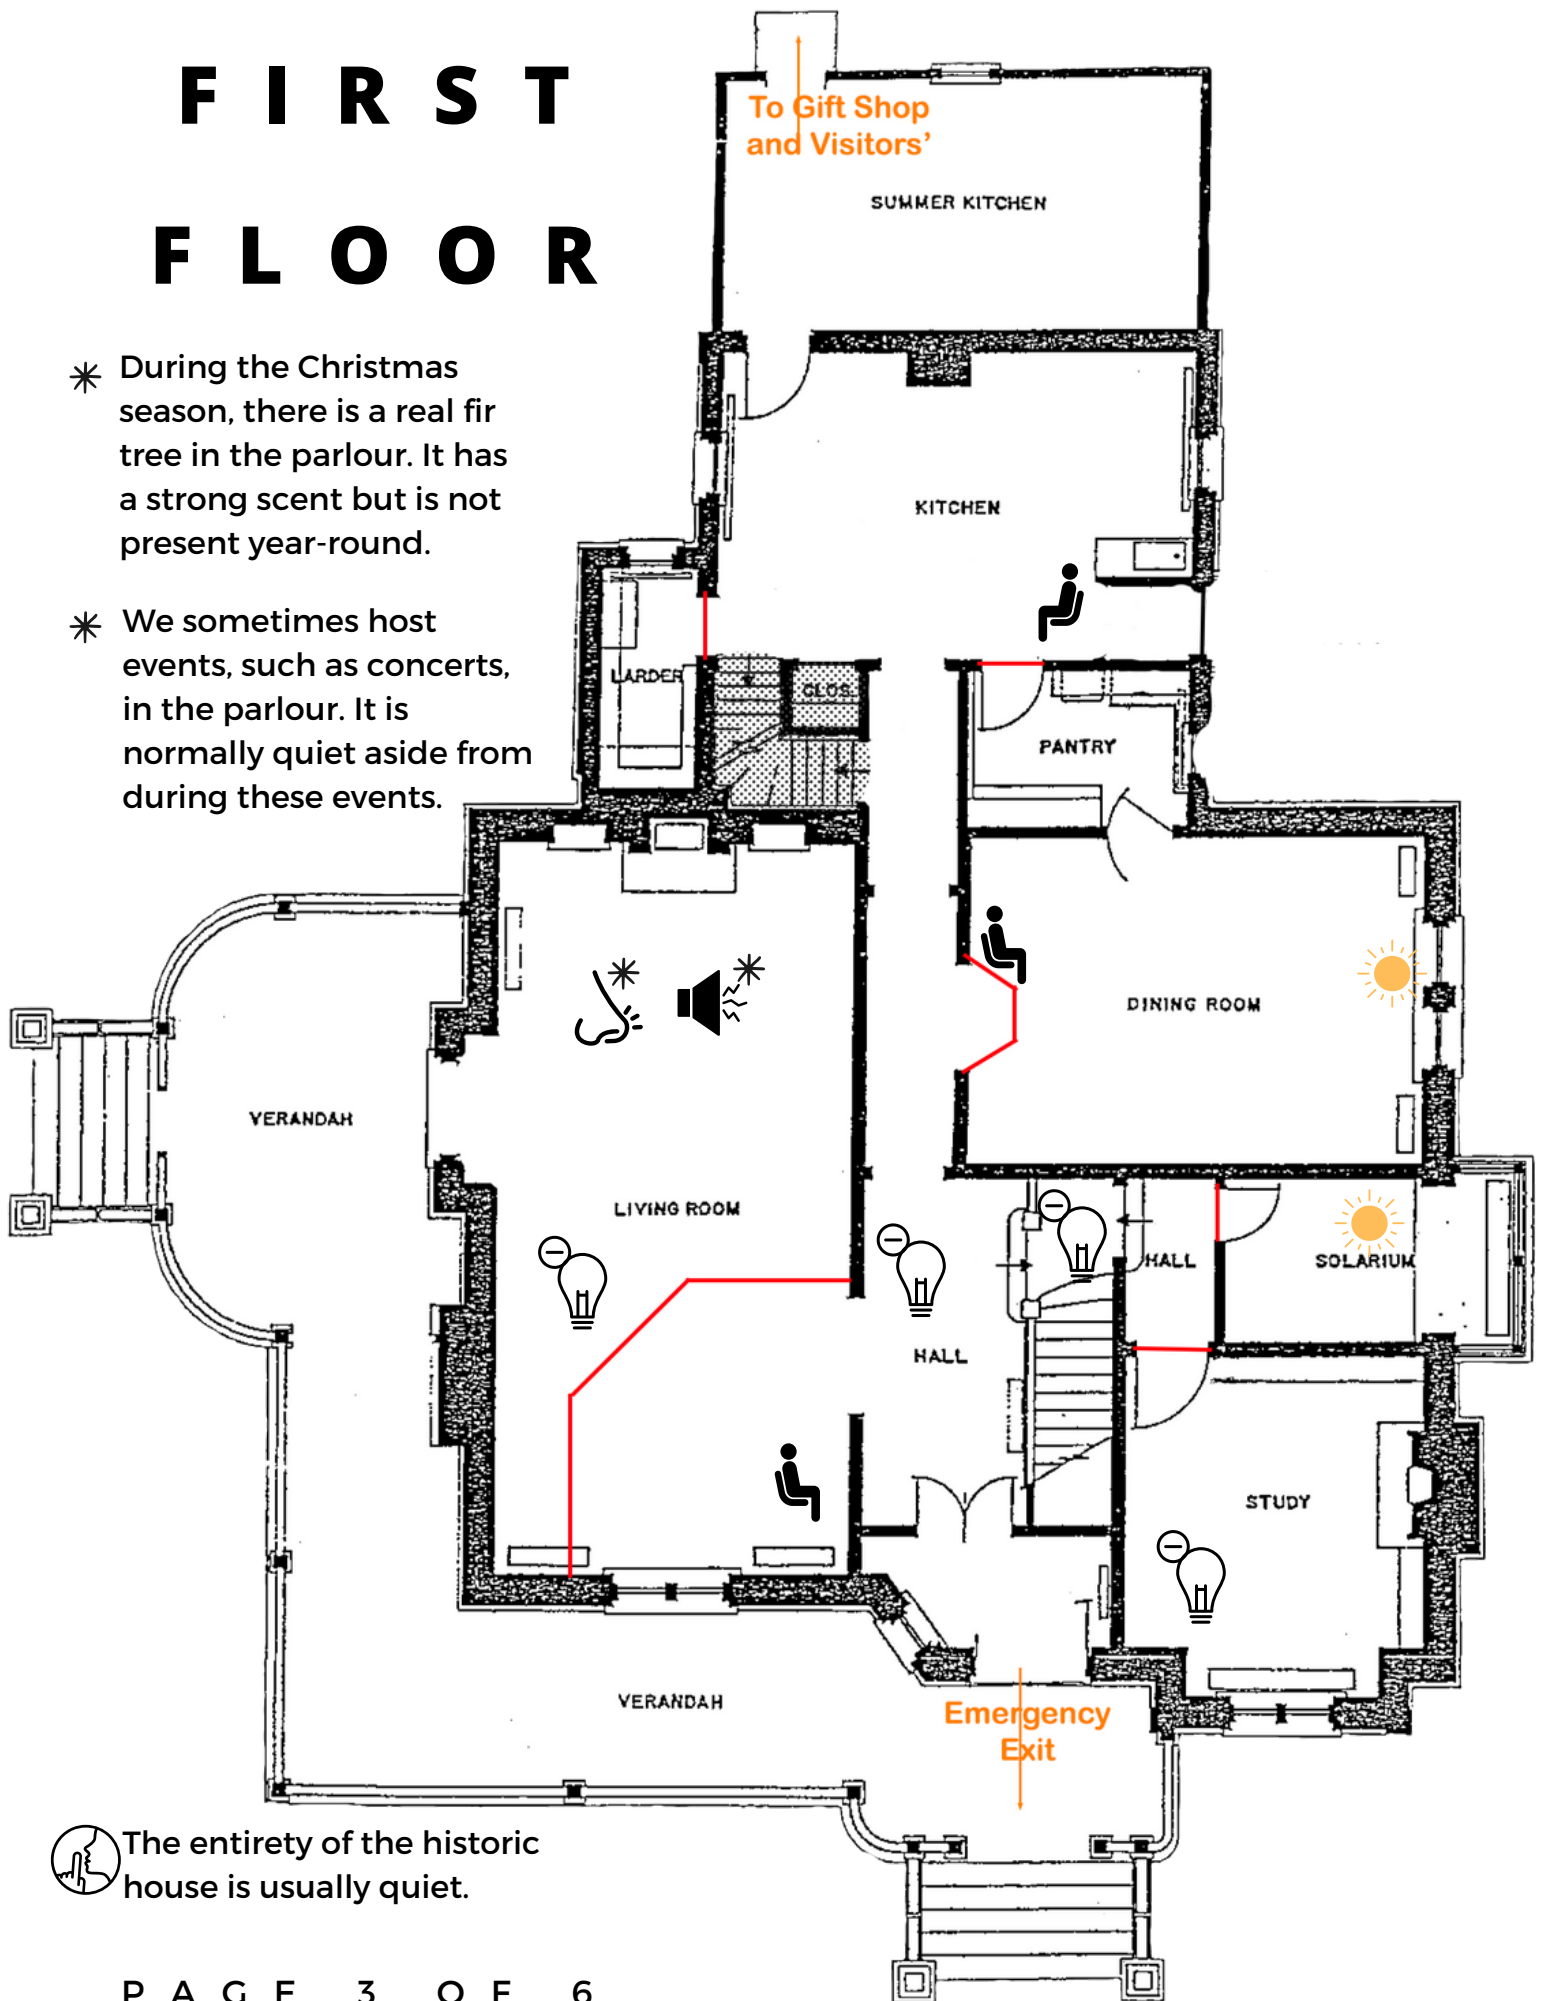 FIRST
FLOOR
During the Christmas
season, there is a real fir
tree in the parlour. It has
a strong scent but is not
present year-round.
We sometimes host
events, such as concerts,
in the parlour. It is
normally quiet aside from
during these events.
To Gift Shop
and Visitors’
SUMMER KITCHEN
KITCHEN
LARDER
CLOS.
PANTRY
DINING ROOM
VERANDAH
LIVING ROOM
HALL
SOLARIUM
HALL
STUDY
VERANDAH
Emergency
Exit
The entirety of the historic
house is usually quiet.
PAGE 3 OF 6